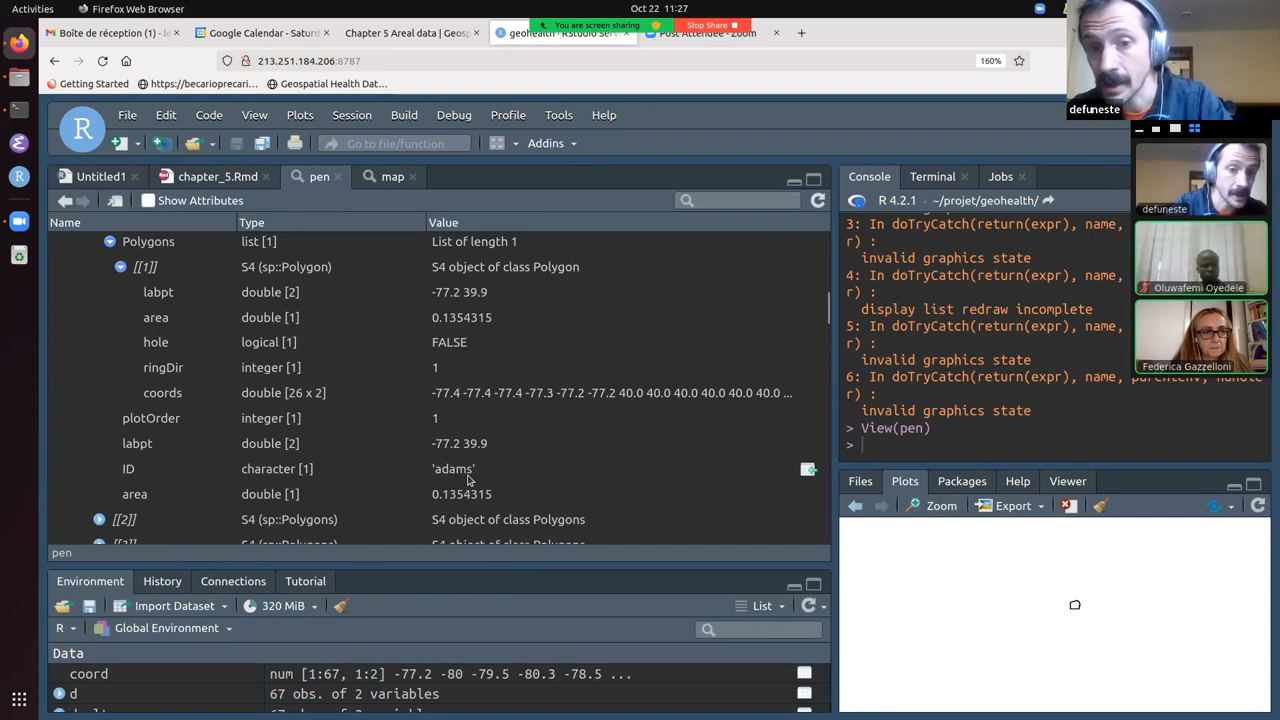 Activities
Firefox Web Browser
Oct 22 11:27
You are screen sharing
Stop Share
Boîte de réception (1) - l
Google Calendar - Saturd
Chapter 5 Areal data | Geosp
geohealth
RStudio Ser
Post Attendee - Zoom
213.251.184.206:8787
160%
Getting Started
https://becarioprecari...
Geospatial Health Dat...
R
File
Edit
Code
View
Plots
Session
Build
Debug
Profile
Tools
Help
Go to file/function
Addins
Untitled1
chapter_5.Rmd
pen
map
Show Attributes
Name Type Value
Polygons list [1] List of length 1
[[1]] S4 (sp::Polygon) S4 object of class Polygon
labpt double [2] -77.2 39.9
area double [1] 0.1354315
hole logical [1] FALSE
ringDir integer [1] 1
coords double [26 x 2] -77.4 -77.4 -77.4 -77.3 -77.2 -77.2 40.0 40.0 40.0 40.0 40.0 40.0 ...
plotOrder integer [1] 1
labpt double [2] -77.2 39.9
ID character [1] 'adams'
area double [1] 0.1354315
[[2]] S4 (sp::Polygons) S4 object of class Polygons
pen
Environment
History
Connections
Tutorial
Import Dataset
320 MiB
List
R
Global Environment
Data
coord num [1:67, 1:2] -77.2 -80 -79.5 -80.3 -78.5 ...
d 67 obs. of 2 variables
Console
Terminal
Jobs
R 4.2.1 · ~/projet/geohealth/
3: In doTryCatch(return(expr), name,
r) :
invalid graphics state
4: In doTryCatch(return(expr), name,
r) :
display list redraw incomplete
5: In doTryCatch(return(expr), name,
r) :
invalid graphics state
6: In doTryCatch(return(expr), name, parentenv, handle
r) :
invalid graphics state
> View(pen)
>
Files
Plots
Packages
Help
Viewer
Zoom
Export
defuneste
defuneste
Oluwafemi Oyedele
Federica Gazzelloni